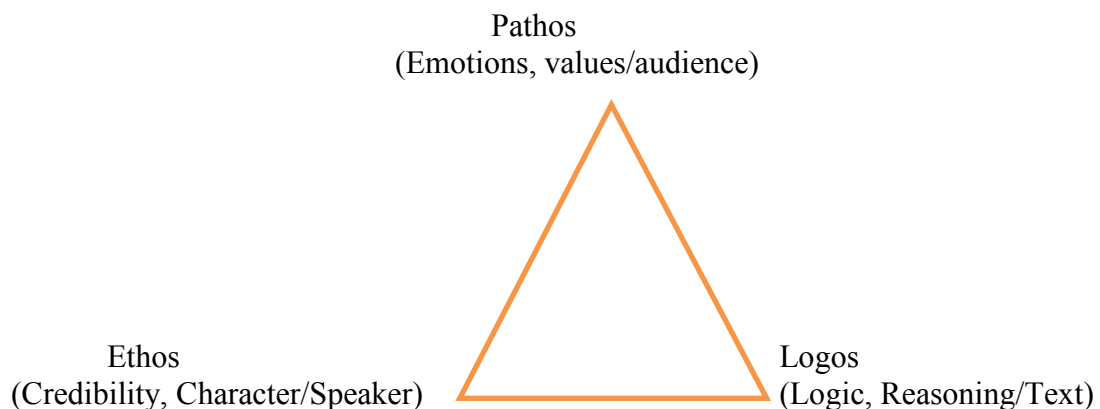 Pathos
(Emotions, values/audience)
Ethos
(Credibility, Character/Speaker)
Logos
(Logic, Reasoning/Text)